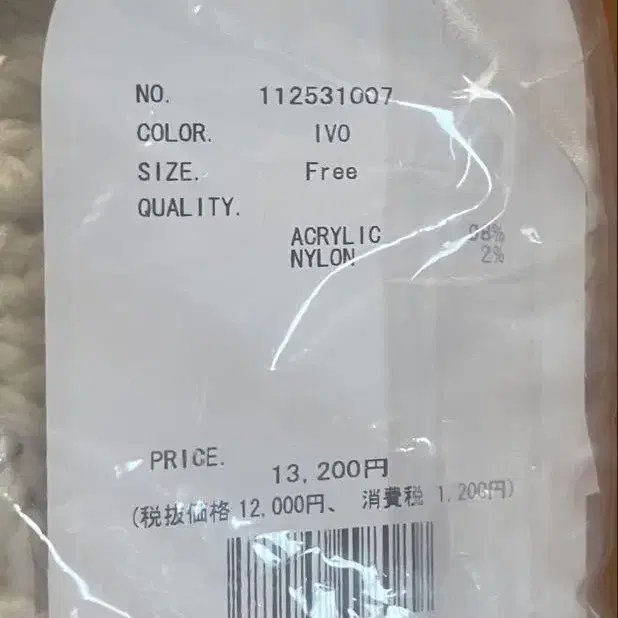 NO. 112531007
COLOR. IVO
SIZE. Free
QUALITY.
ACRYLIC 98%
NYLON 2%
PRICE. 13,200円
(税抜価格 12,000円、 消費税 1,200円)